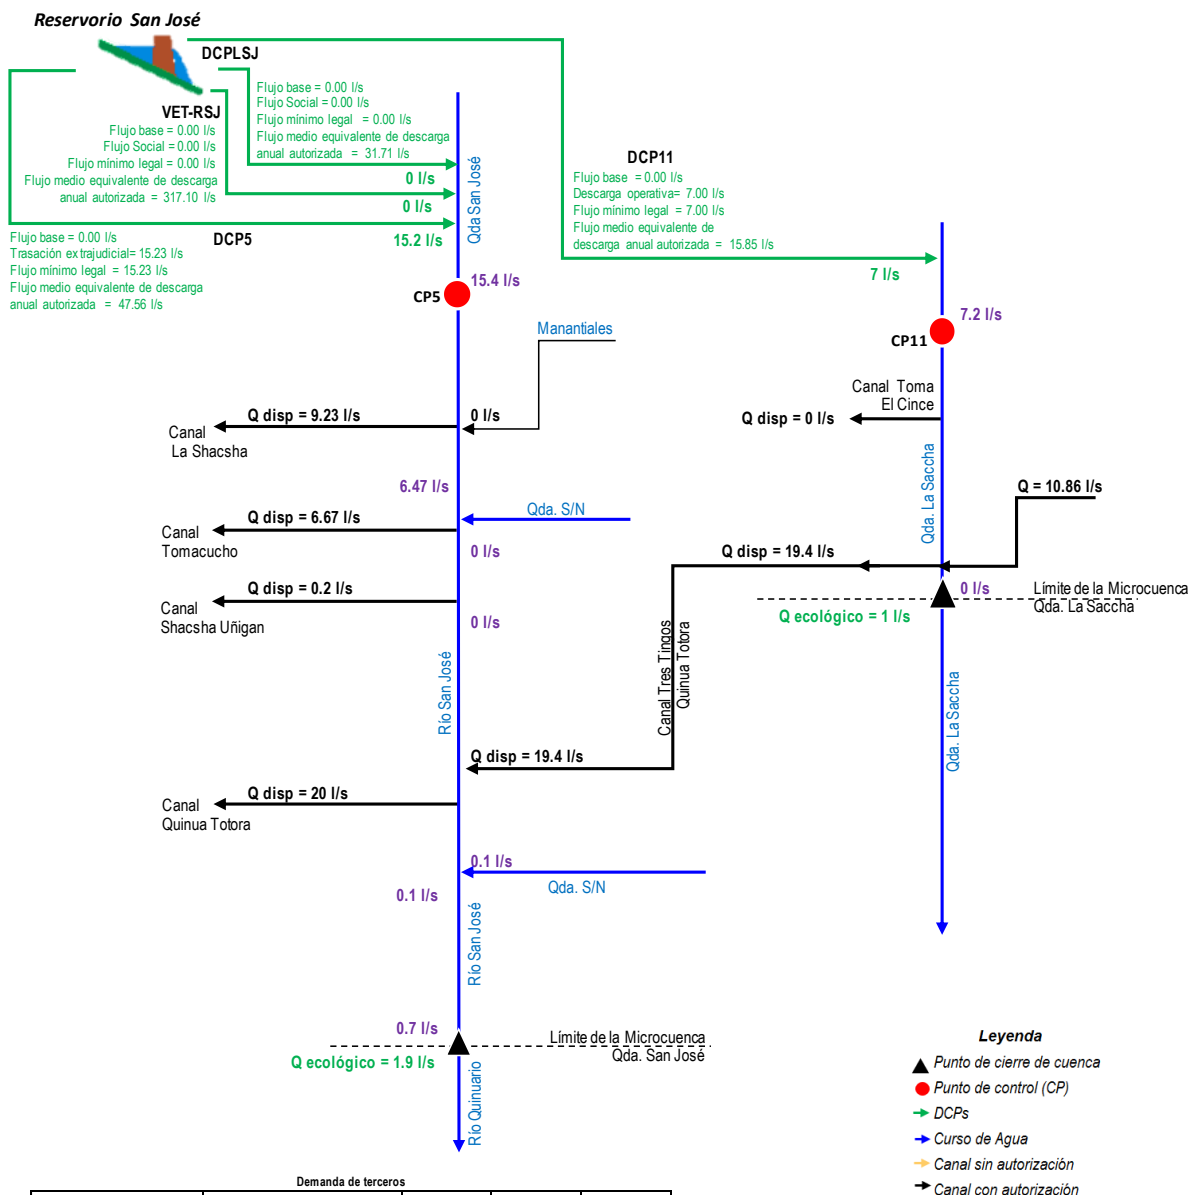 Reservorio San José
DCPLSJ
Flujo base = 0.00 l/s
Flujo Social = 0.00 l/s
Flujo mínimo legal = 0.00 l/s
Flujo medio equivalente de descarga
anual autorizada = 31.71 l/s
0 l/s
VET-RSJ
Flujo base = 0.00 l/s
Flujo Social = 0.00 l/s
Flujo mínimo legal = 0.00 l/s
Flujo medio equivalente de descarga
anual autorizada = 317.10 l/s
0 l/s
DCP5
15.2 l/s
Flujo base = 0.00 l/s
Trasación extrajudicial= 15.23 l/s
Flujo mínimo legal = 15.23 l/s
Flujo medio equivalente de descarga
anual autorizada = 47.56 l/s
Qda San José
DCP11
Flujo base = 0.00 l/s
Descarga operativa= 7.00 l/s
Flujo mínimo legal = 7.00 l/s
Flujo medio equivalente de
descarga anual autorizada = 15.85 l/s
7 l/s
15.4 l/s
CP5
7.2 l/s
CP11
Manantiales
0 l/s
Q disp = 9.23 l/s
Canal
La Shacsha
Canal Toma
El Cince
Q disp = 0 l/s
Qda. La Saccha
6.47 l/s
Qda. S/N
Q disp = 6.67 l/s
Canal
Tomacucho
0 l/s
Q = 10.86 l/s
Q disp = 19.4 l/s
Q disp = 0.2 l/s
Canal
Shacsha Uñigan
0 l/s
0 l/s
Límite de la Microcuenca
Qda. La Saccha
Q ecológico = 1 l/s
Río San José
Canal Tres Tingos
Quinua Totora
Qda. La Saccha
Q disp = 19.4 l/s
Q disp = 20 l/s
Canal
Quinua Totora
0.1 l/s
Qda. S/N
0.1 l/s
Río San José
0.7 l/s
Límite de la Microcuenca
Qda. San José
Q ecológico = 1.9 l/s
Río Quinuario
Leyenda
Punto de cierre de cuenca
Punto de control (CP)
DCPs
Curso de Agua
Canal sin autorización
Canal con autorización
Demanda de terceros